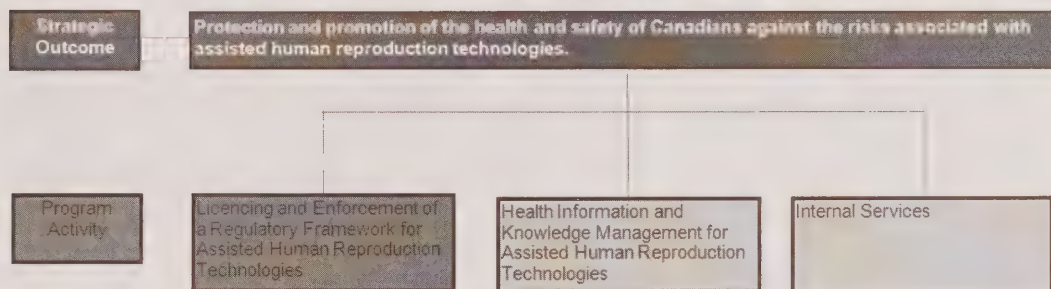 Strategic
Outcome
Protection and promotion of the health and safety of Canadians against the risks associated with
assisted human reproduction technologies.
Program
Activity
Licencing and Enforcement of
a Regulatory Framework for
Assisted Human Reproduction
Technologies
Health Information and
Knowledge Management for
Assisted Human Reproduction
Technologies
Internal Services